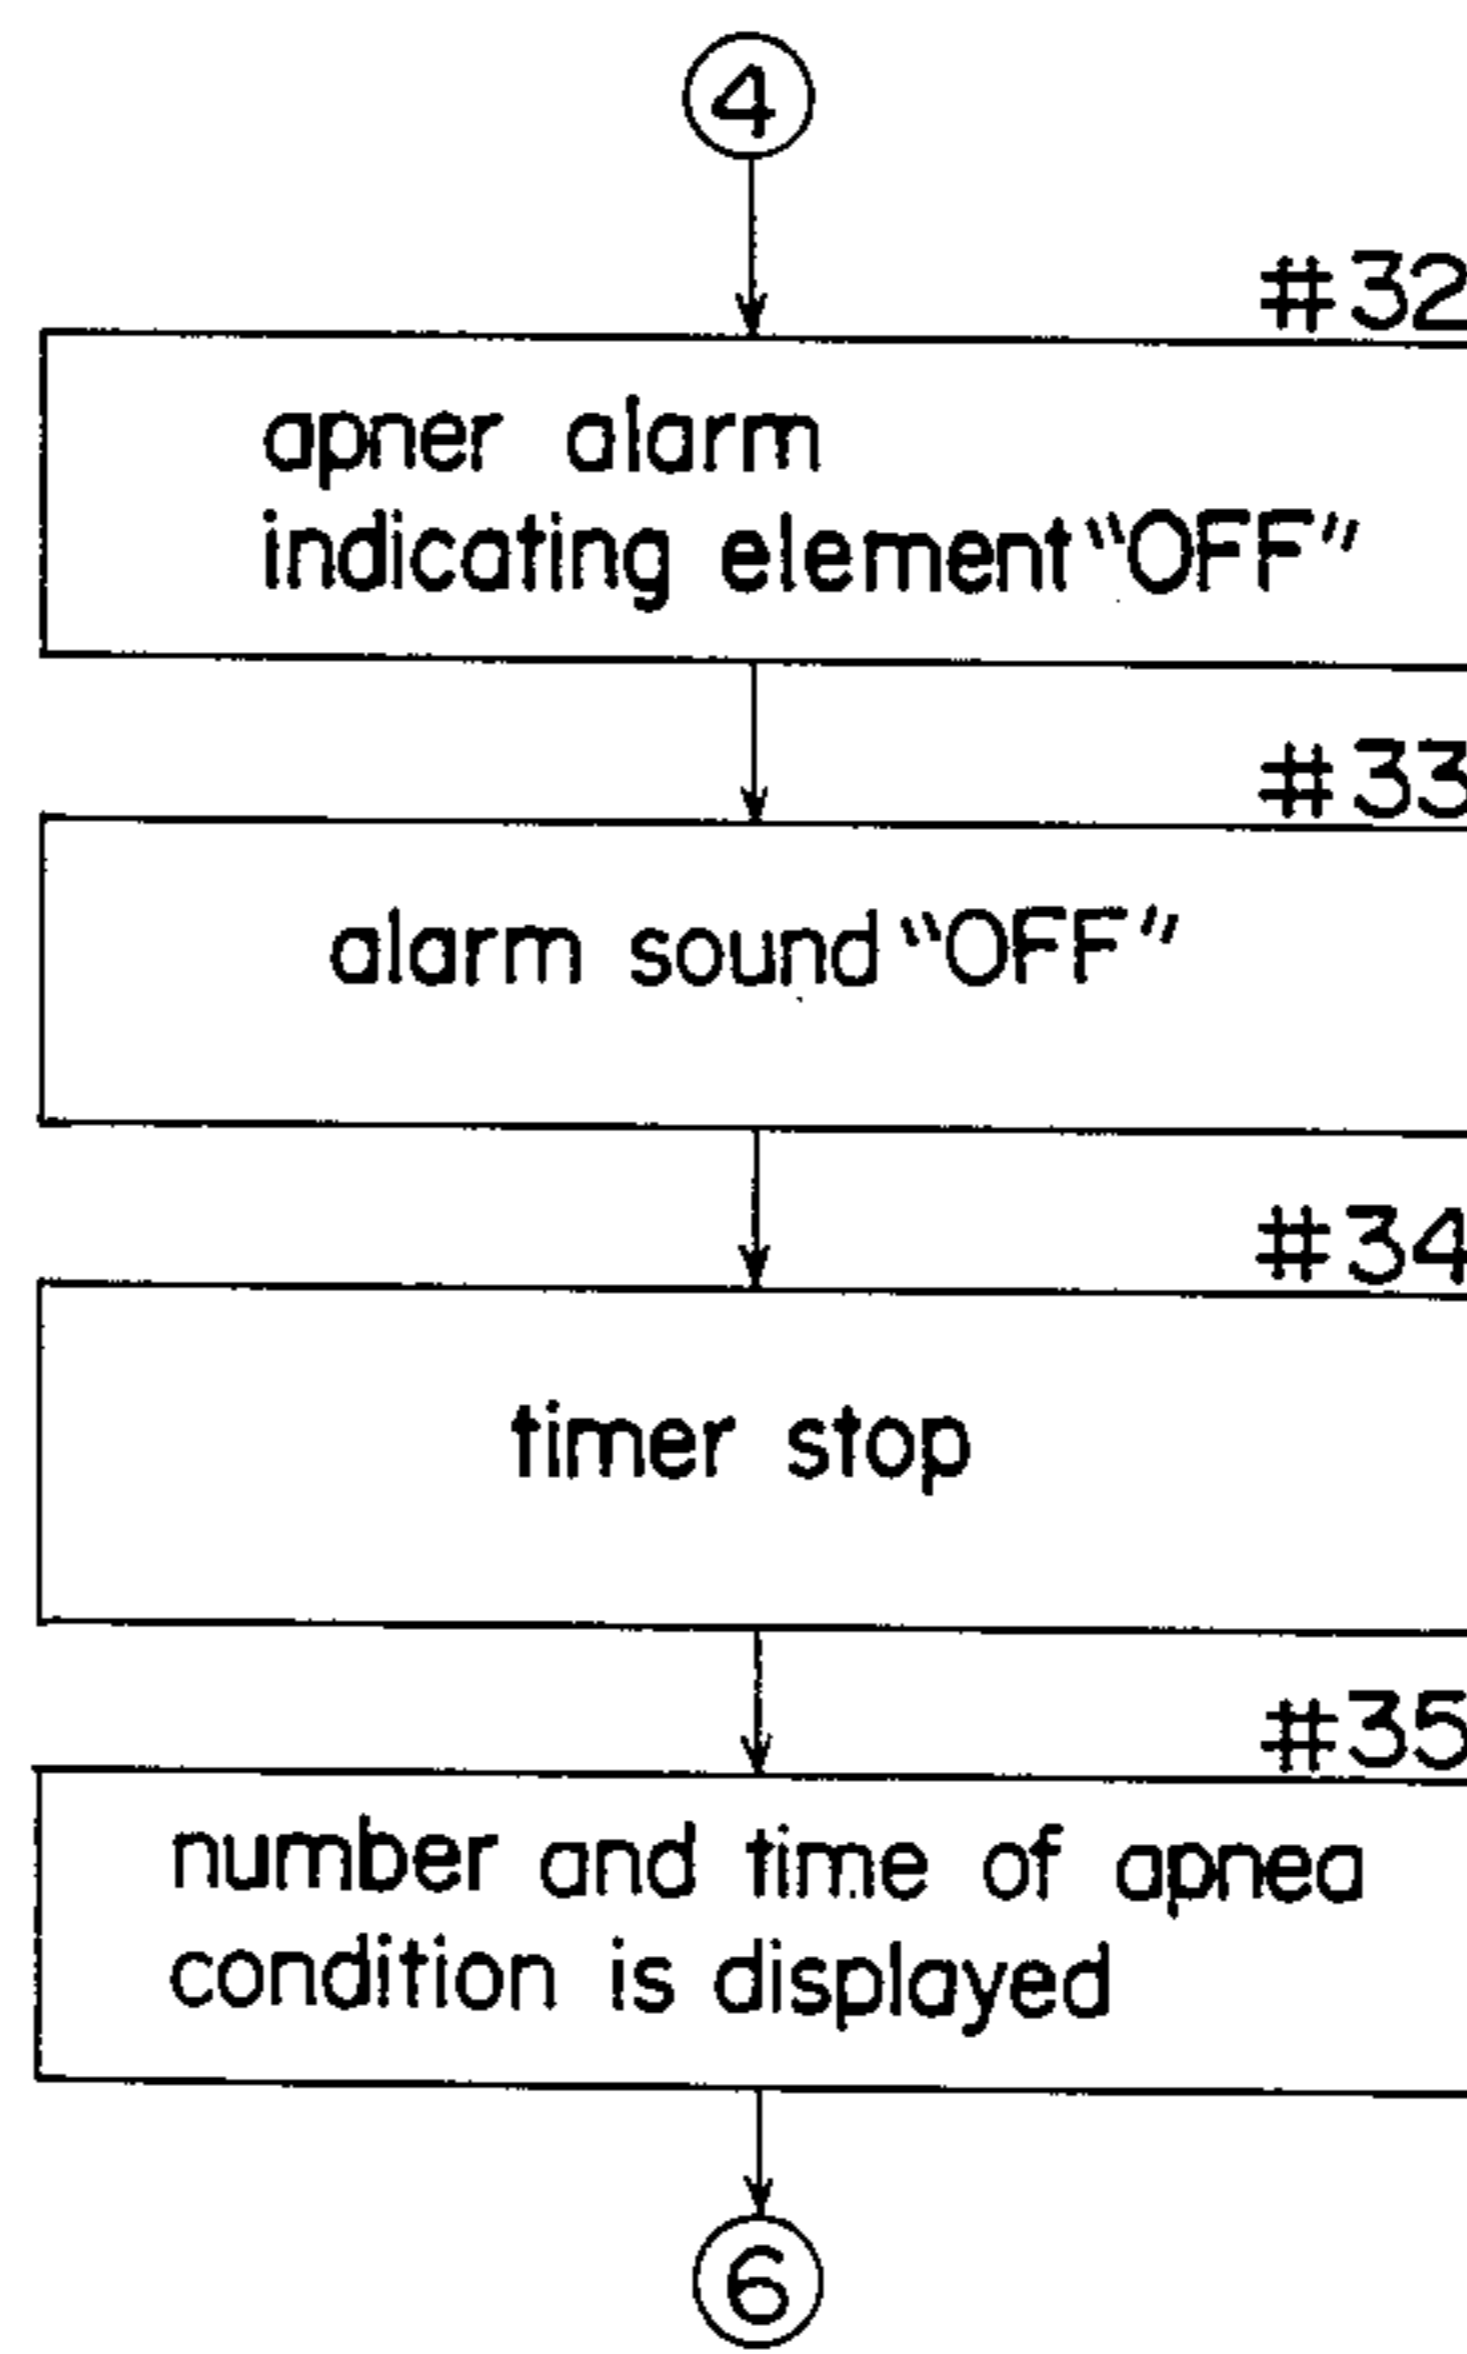 4
#32
apner alarm
indicating element "OFF"
#33
alarm sound "OFF"
#34
timer stop
#35
number and time of apnea
condition is displayed
6